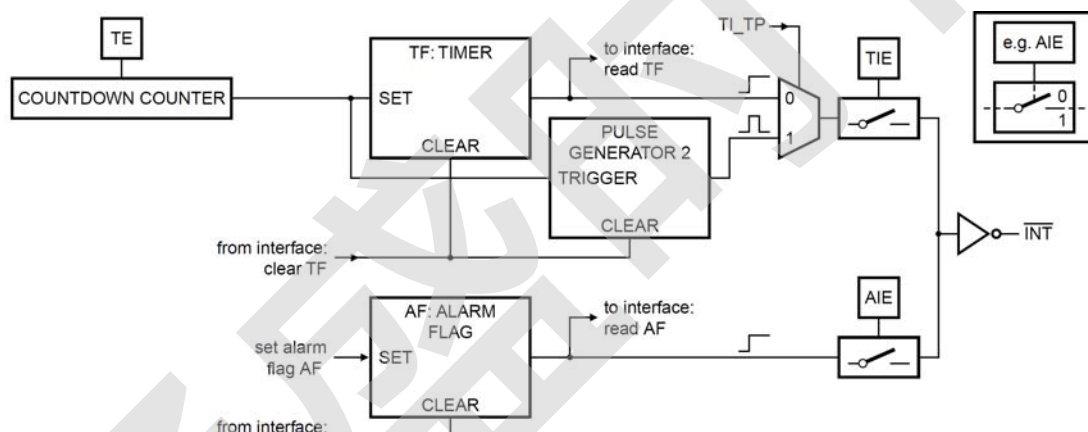 TE
COUNTDOWN COUNTER
TF: TIMER
SET
CLEAR
to interface:
read TF
PULSE
GENERATOR 2
TRIGGER
CLEAR
from interface:
clear TF
TI_TP
0
1
TIE
e.g. AIE
0
1
INT
AF: ALARM
FLAG
SET
CLEAR
set alarm
flag AF
to interface:
read AF
AIE
from interface: